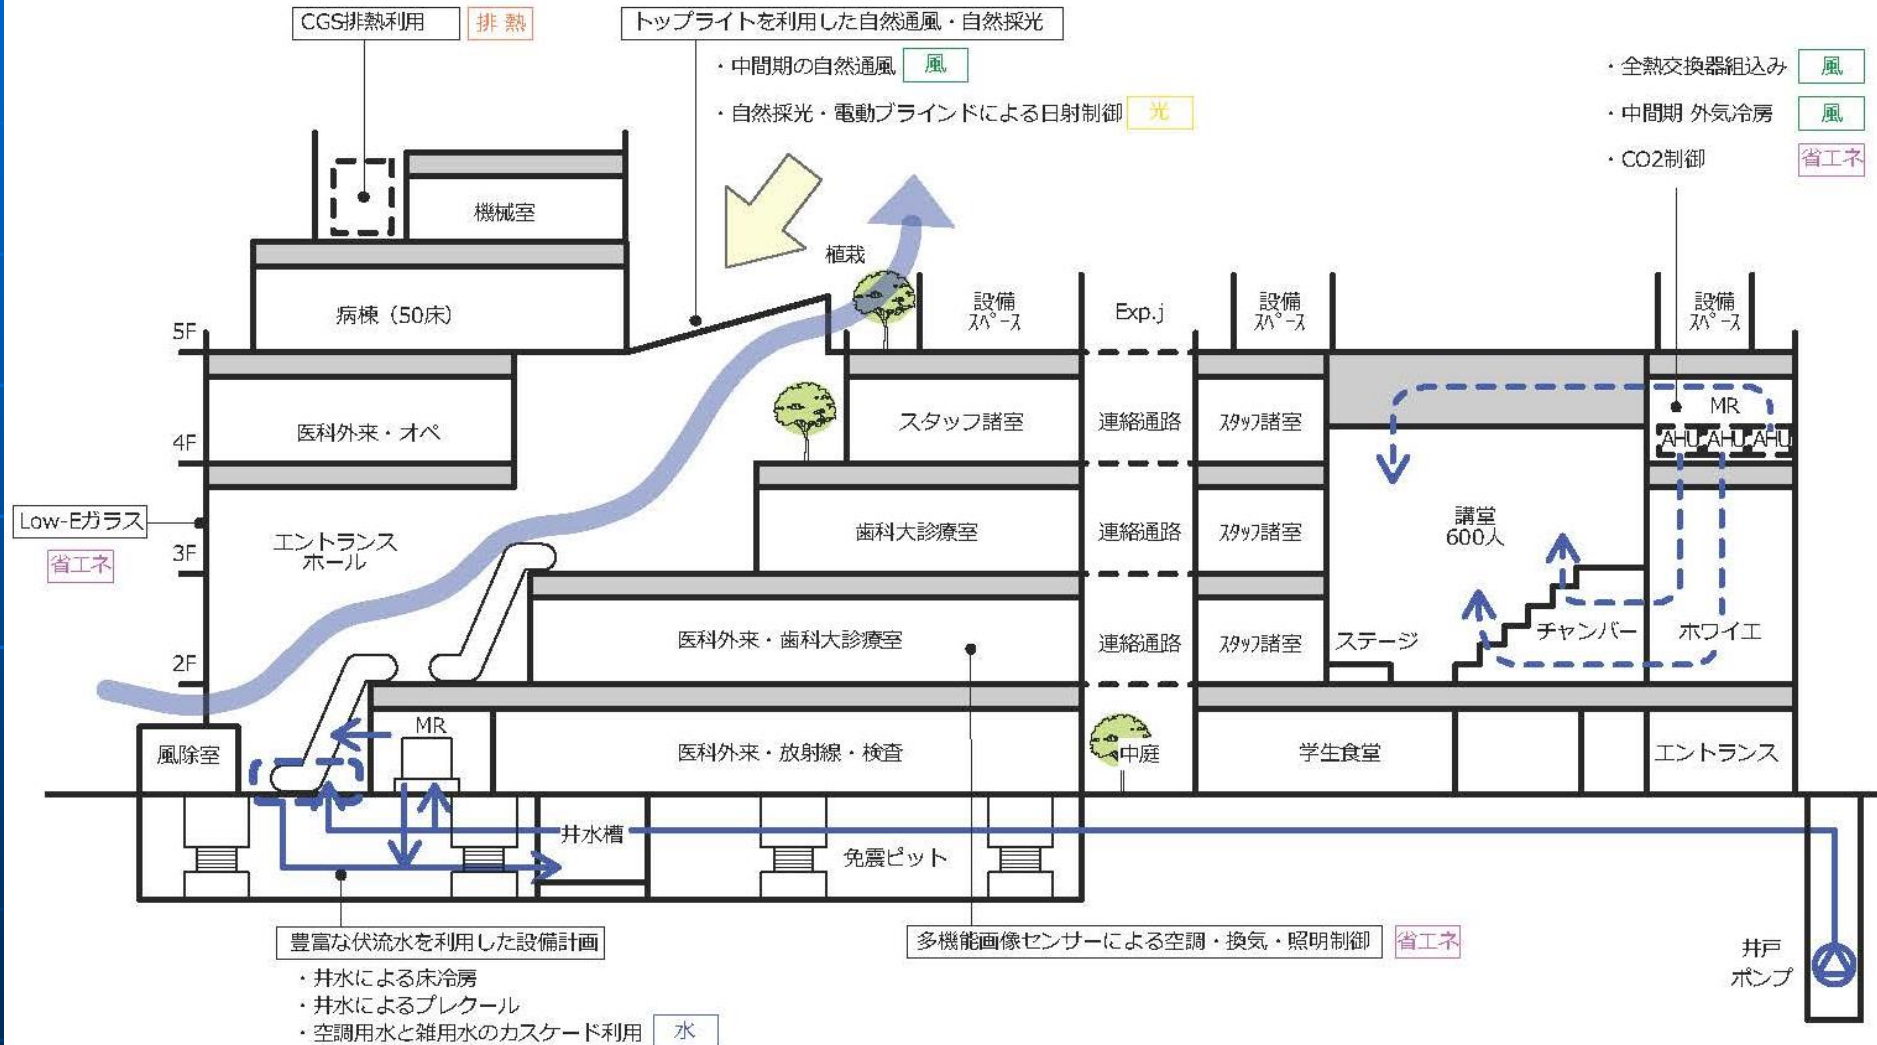 CGS排熱利用 排熱
トップライトを利用した自然通風・自然採光
・中間期の自然通風 風
・自然採光・電動ブラインドによる日射制御 光
・全熱交換器組込み 風
・中間期 外気冷房 風
・CO2制御 省エネ
機械室
植栽
病棟（50床）
設備
スペース
Exp.j
設備
スペース
設備
スペース
5F
医科外来・オペ
スタッフ諸室
連絡通路
スタッフ諸室
MR
AHU AHU AHU
4F
Low-Eガラス
省エネ
エントランス
ホール
歯科大診療室
連絡通路
スタッフ諸室
講堂
600人
3F
医科外来・歯科大診療室
連絡通路
スタッフ諸室
ステージ
チャンバー
ホワイエ
2F
風除室
MR
医科外来・放射線・検査
中庭
学生食堂
エントランス
井水槽
免震ピット
豊富な伏流水を利用した設備計画
・井水による床冷房
・井水によるプレクール
・空調用水と雑用水のカスケード利用 水
多機能画像センサーによる空調・換気・照明制御 省エネ
井戸
ポンプ